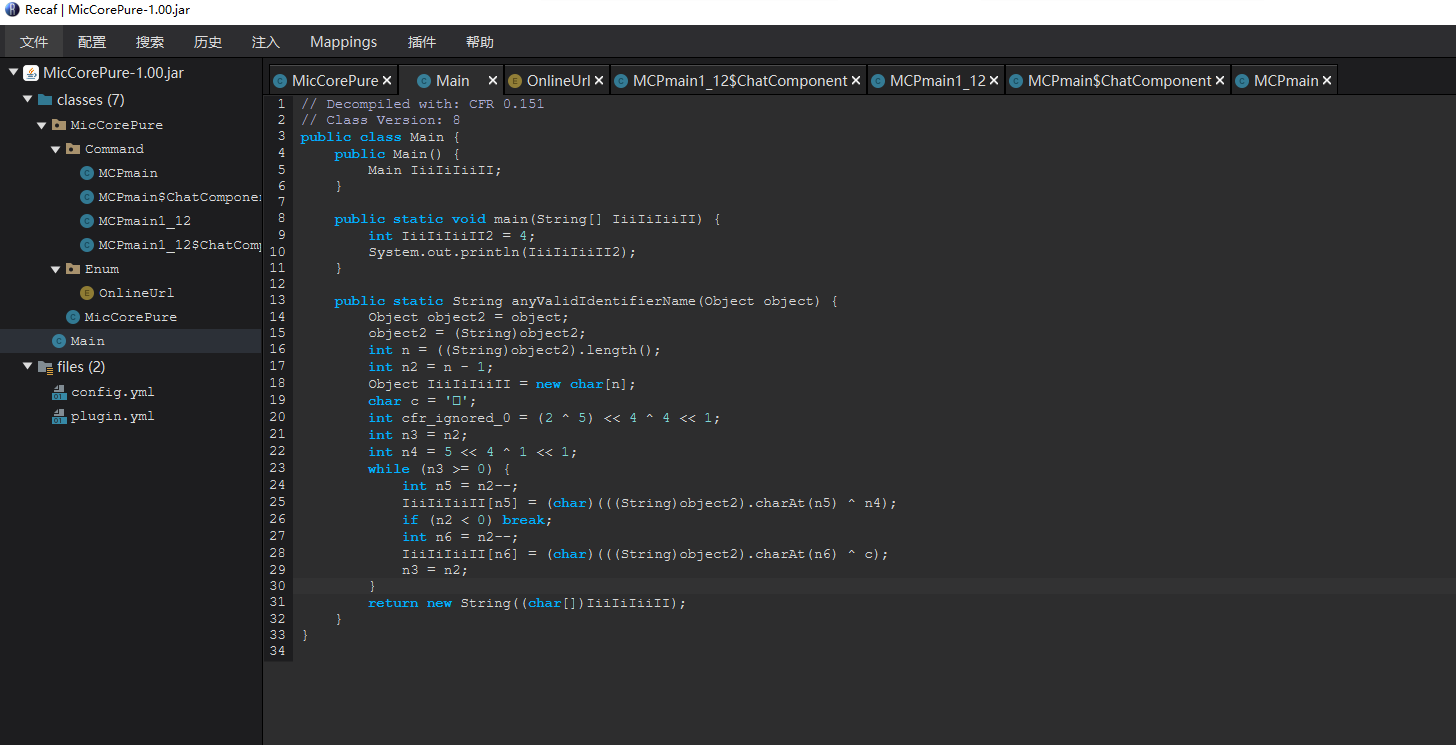 Recaf | MicCorePure-1.00.jar
文件 配置 搜索 历史 注入 Mappings 插件 帮助
MicCorePure-1.00.jar
classes (7)
MicCorePure
Command
MCPmain
MCPmain$ChatComponer
MCPmain1_12
MCPmain1_12$ChatComp
Enum
OnlineUrl
MicCorePure
Main
files (2)
config.yml
plugin.yml
MicCorePure Main OnlineUrl MCPmain1_12$ChatComponent MCPmain1_12 MCPmain$ChatComponent MCPmain
1 // Decompiled with: CFR 0.151
2 // Class Version: 8
3 public class Main {
4 public Main() {
5 Main IiiIiIiiII;
6 }
7
8 public static void main(String[] IiiIiIiiII) {
9 int IiiIiIiiII2 = 4;
10 System.out.println(IiiIiIiiII2);
11 }
12
13 public static String anyValidIdentifierName(Object object) {
14 Object object2 = object;
15 object2 = (String)object2;
16 int n = ((String)object2).length();
17 int n2 = n - 1;
18 Object IiiIiIiiII = new char[n];
19 char c = '';
20 int cfr_ignored_0 = (2 ^ 5) << 4 ^ 4 << 1;
21 int n3 = n2;
22 int n4 = 5 << 4 ^ 1 << 1;
23 while (n3 >= 0) {
24 int n5 = n2--;
25 IiiIiIiiII[n5] = (char)(((String)object2).charAt(n5) ^ n4);
26 if (n2 < 0) break;
27 int n6 = n2--;
28 IiiIiIiiII[n6] = (char)(((String)object2).charAt(n6) ^ c);
29 n3 = n2;
30 }
31 return new String((char[])IiiIiIiiII);
32 }
33 }
34